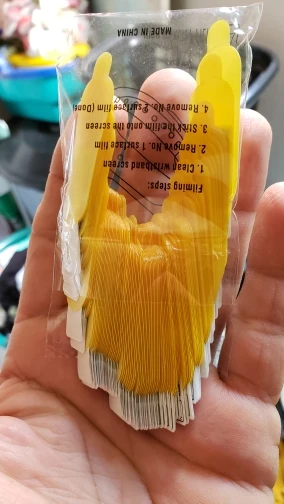 Filming steps:
1. Clean wristband screen
2. Remove No. 1 surface film
3. Stick the film onto the screen
4. Remove No. 2 surface film (Done
MADE IN CHINA